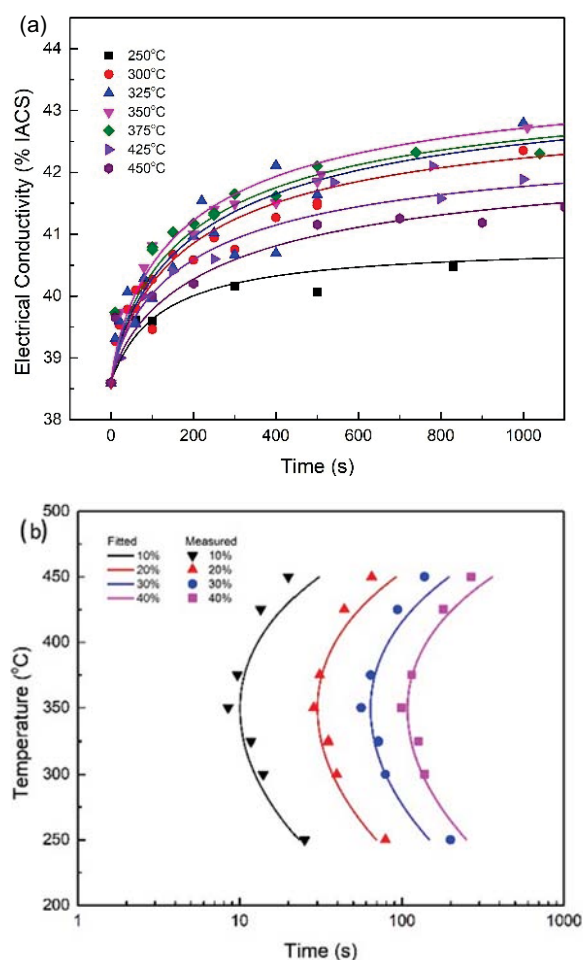 (a)
44
43
42
41
40
39
38
Electrical Conductivity (% IACS)
250°C
300°C
325°C
350°C
375°C
425°C
450°C
0 200 400 600 800 1000
Time (s)
(b)
500
450
400
350
300
250
200
Temperature (°C)
Fitted Measured
10% 10%
20% 20%
30% 30%
40% 40%
1 10 100 1000
Time (s)